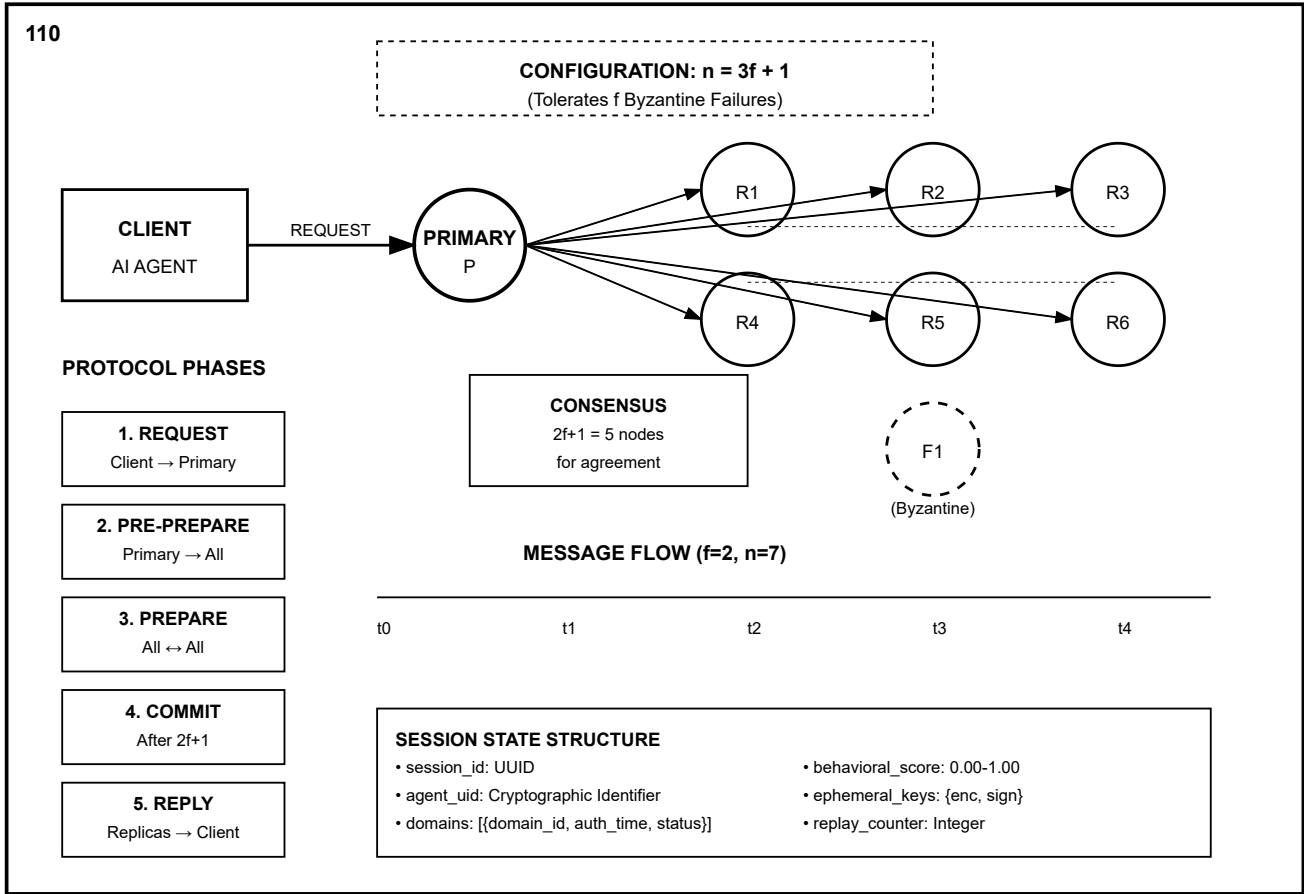 110
CONFIGURATION: n = 3f + 1
(Tolerates f Byzantine Failures)
CLIENT
AI AGENT
REQUEST
PRIMARY
P
R1
R2
R3
R4
R5
R6
PROTOCOL PHASES
1. REQUEST
Client → Primary
2. PRE-PREPARE
Primary → All
3. PREPARE
All ↔ All
4. COMMIT
After 2f+1
5. REPLY
Replicas → Client
CONSENSUS
2f+1 = 5 nodes
for agreement
F1
(Byzantine)
MESSAGE FLOW (f=2, n=7)
t0
t1
t2
t3
t4
SESSION STATE STRUCTURE
• session_id: UUID
• agent_uid: Cryptographic Identifier
• domains: [{domain_id, auth_time, status}]
• behavioral_score: 0.00-1.00
• ephemeral_keys: {enc, sign}
• replay_counter: Integer